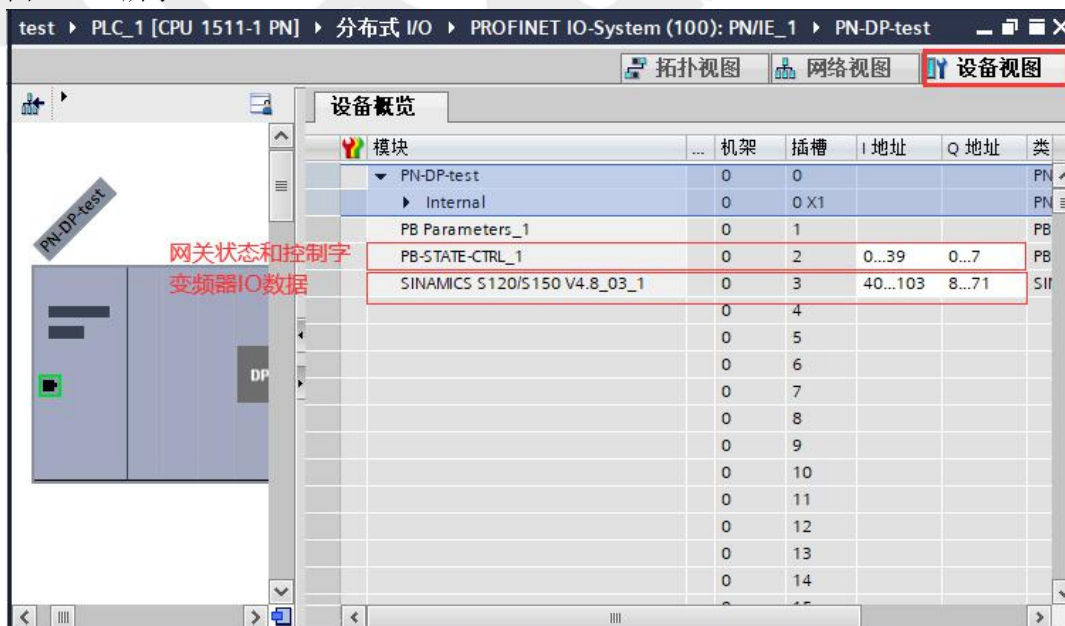 test ▸ PLC_1 [CPU 1511-1 PN] ▸ 分布式 I/O ▸ PROFINET IO-System (100): PN/IE_1 ▸ PN-DP-test
拓扑视图 网络视图 设备视图
设备概览
模块 ... 机架 插槽 I 地址 Q 地址 类
PN-DP-test 0 0 PN
Internal 0 0 X1 PN
PB Parameters_1 0 1 PB
网关状态和控制字 PB-STATE-CTRL_1 0 2 0...39 0...7 PB
变频器IO数据 SINAMICS S120/S150 V4.8_03_1 0 3 40...103 8...71 SI
0 4
0 5
0 6
0 7
0 8
0 9
0 10
0 11
0 12
0 13
0 14
PN-DP-test
DP